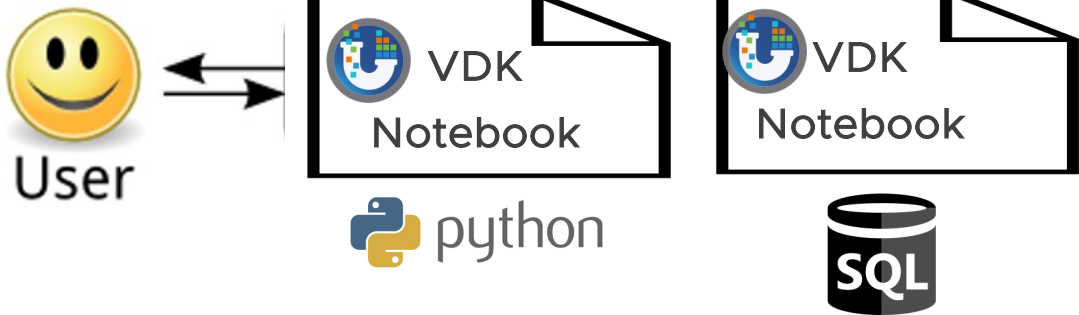 VDK
Notebook
VDK
Notebook
User
python
SQL